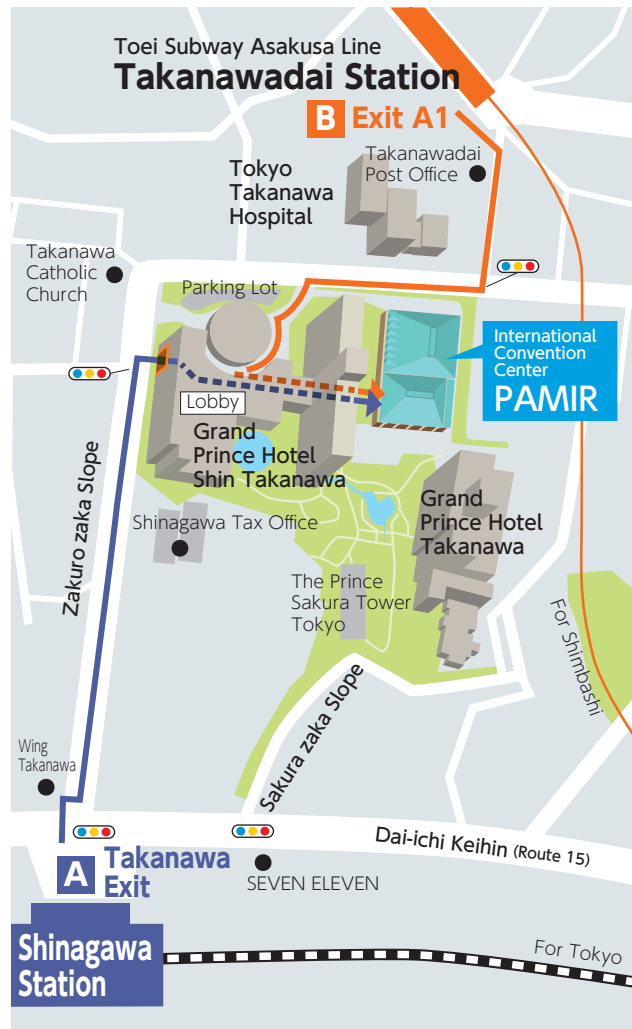 Toei Subway Asakusa Line
Takanawadai Station
B Exit A1
Takanawadai
Post Office
Tokyo
Takanawa
Hospital
Takanawa
Catholic
Church
Parking Lot
International
Convention
Center
PAMIR
Lobby
Grand
Prince Hotel
Shin Takanawa
Zakuro zaka Slope
Shinagawa Tax Office
Grand
Prince Hotel
Takanawa
The Prince
Sakura Tower
Tokyo
For Shimbashi
Sakura zaka Slope
Wing
Takanawa
Dai-ichi Keihin (Route 15)
A Takanawa
Exit
SEVEN ELEVEN
Shinagawa
Station
For Tokyo